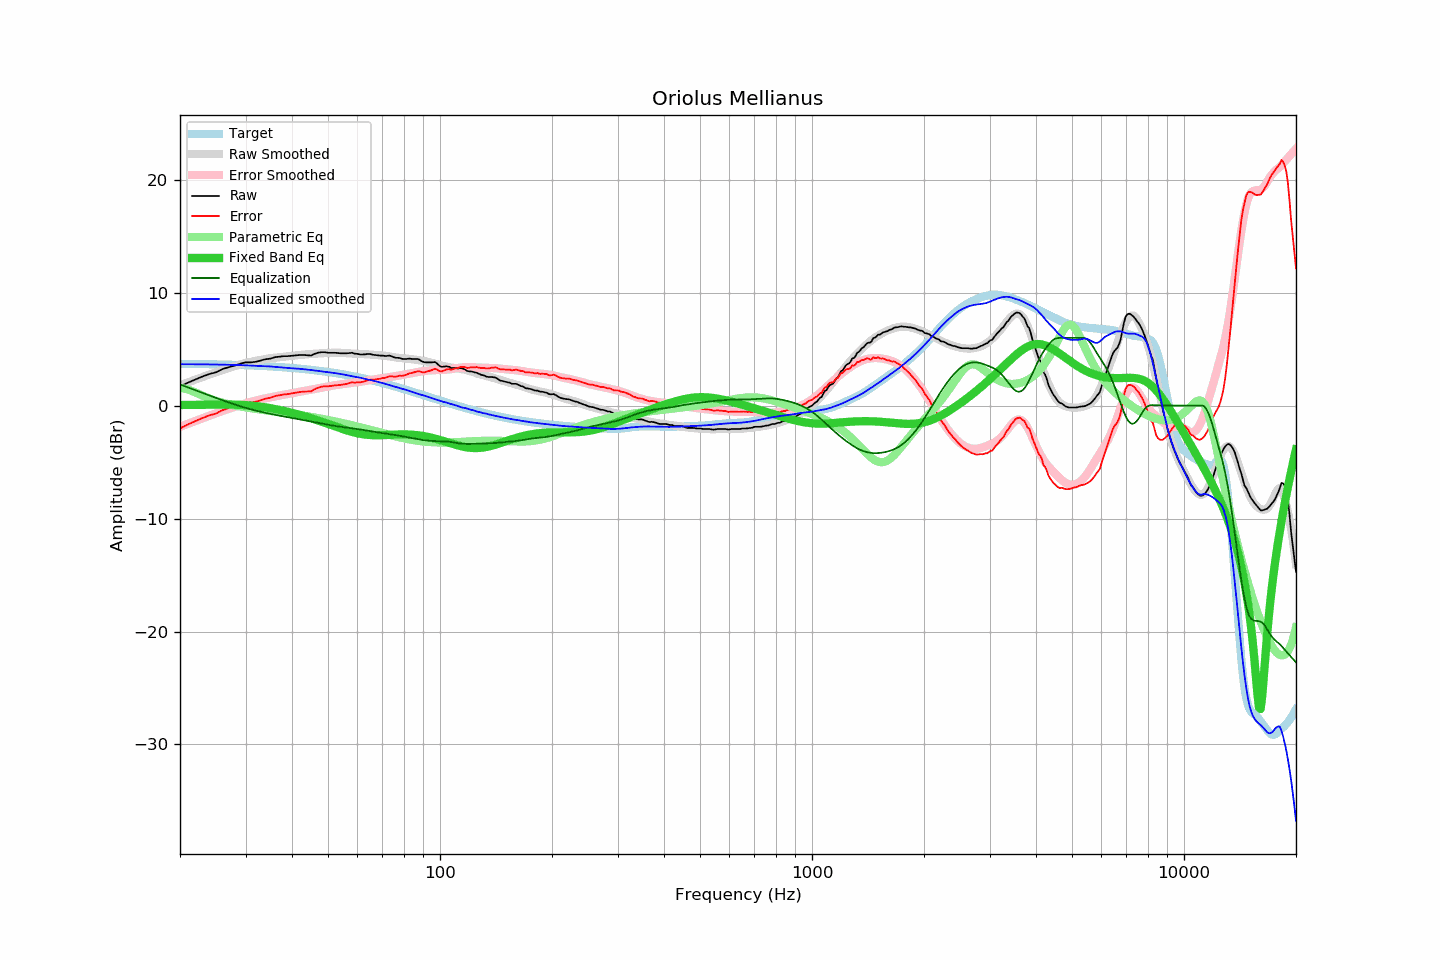 Oriolus Mellianus
Target
Raw Smoothed
Error Smoothed
Raw
Error
Parametric Eq
Fixed Band Eq
Equalization
Equalized smoothed
20
10
0
−10
−20
−30
Amplitude (dBr)
100
1000
10000
Frequency (Hz)